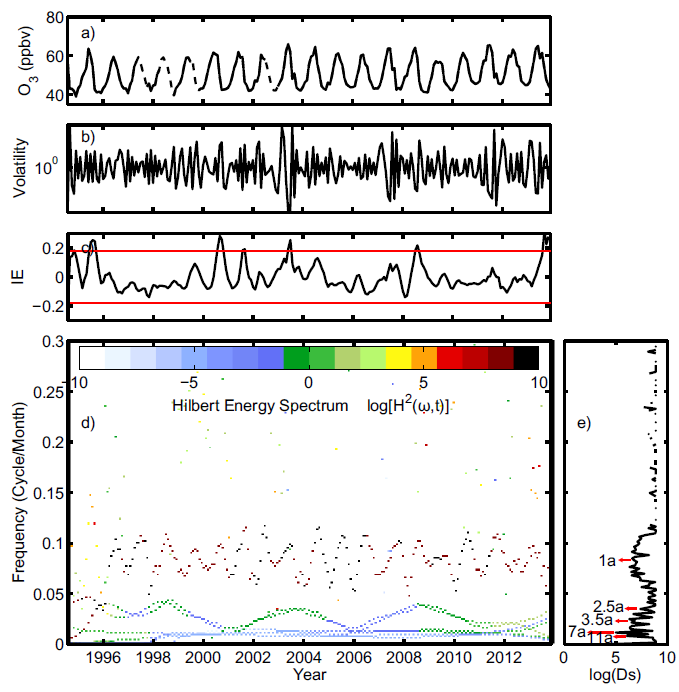 80
60
40
O3 (ppbv)
a)
Volatility
10^0
b)
0.2
0
−0.2
IE
c)
0.3
0.25
0.2
0.15
0.1
0.05
0
Frequency (Cycle/Month)
−10 −5 0 5 10
Hilbert Energy Spectrum log[H^2(ω,t)]
d)
1996 1998 2000 2002 2004 2006 2008 2010 2012
Year
e)
1a
2.5a
3.5a
7a
11a
0 5 10
log(Ds)